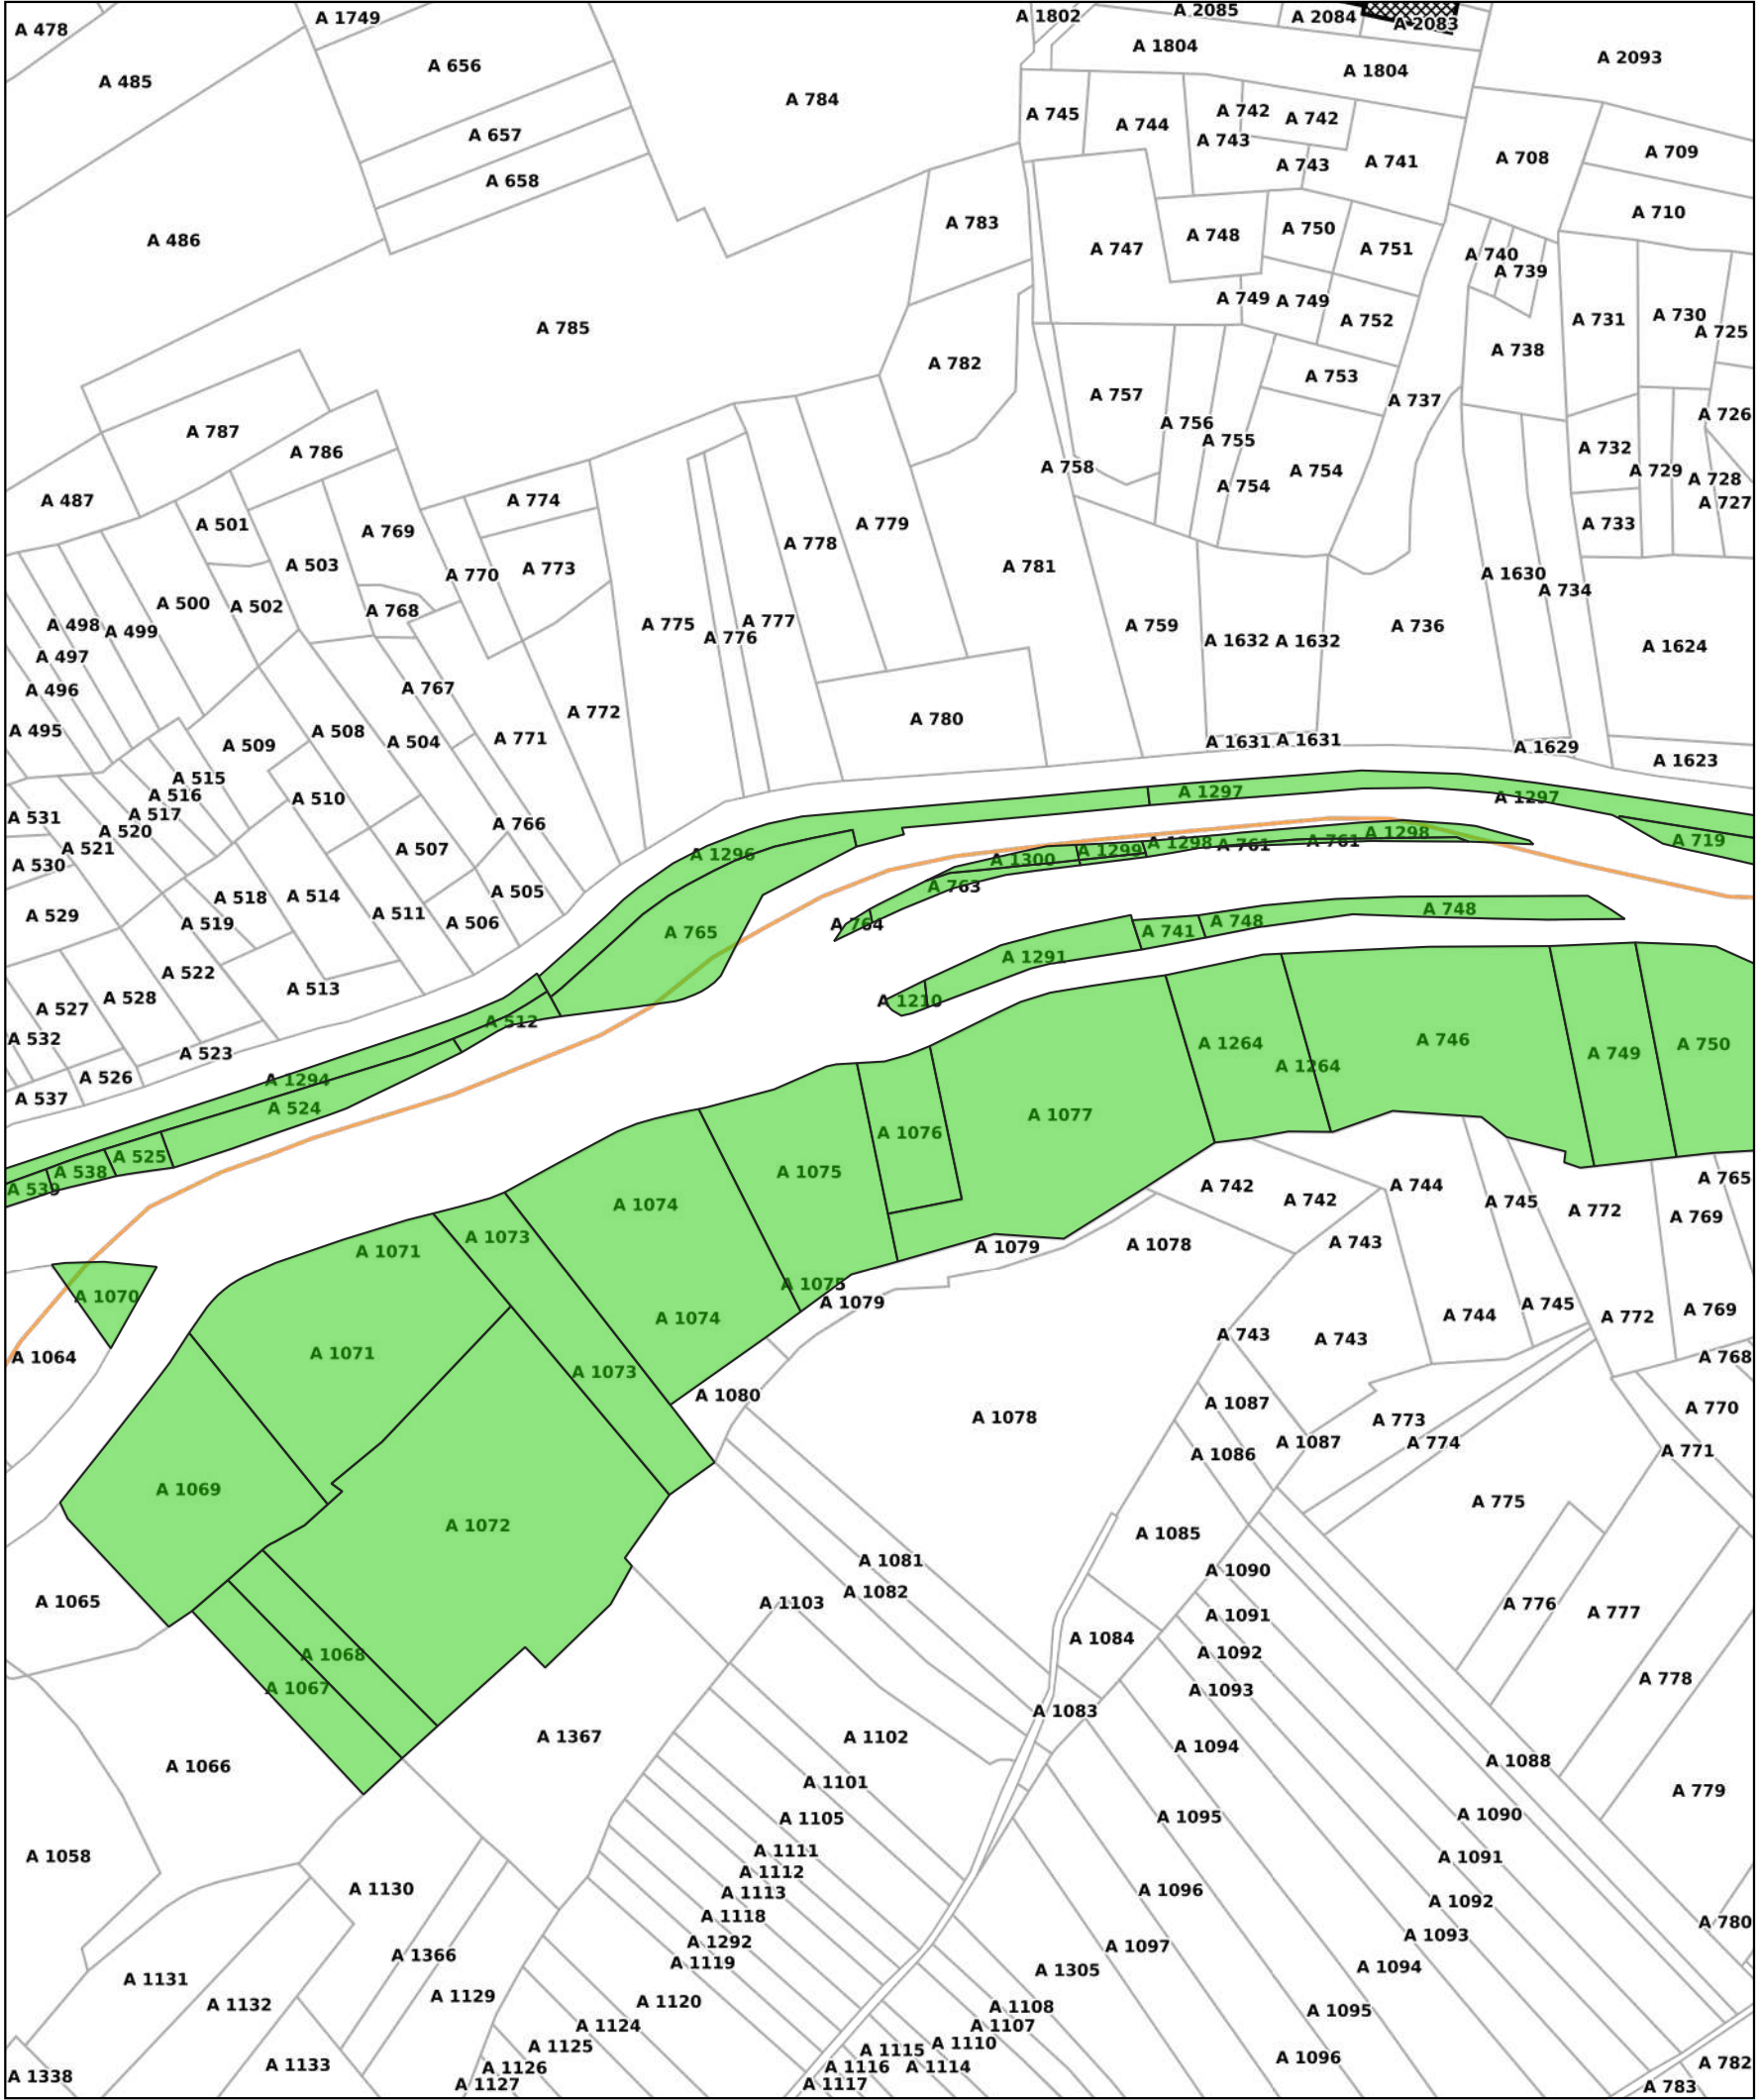 A 478
A 1749
A 1802
A 2085
A 2084
A 2083
A 485
A 656
A 784
A 1804
A 1804
A 2093
A 657
A 745
A 744
A 742
A 742
A 743
A 743
A 741
A 708
A 709
A 658
A 486
A 783
A 747
A 748
A 750
A 751
A 710
A 740
A 739
A 785
A 749
A 749
A 752
A 731
A 730
A 725
A 782
A 738
A 753
A 757
A 737
A 787
A 786
A 756
A 755
A 726
A 732
A 487
A 774
A 758
A 754
A 754
A 729
A 728
A 727
A 501
A 769
A 779
A 733
A 778
A 503
A 770
A 773
A 781
A 1630
A 734
A 500
A 502
A 768
A 498
A 499
A 775
A 776
A 777
A 759
A 1632
A 1632
A 736
A 1624
A 497
A 496
A 767
A 772
A 780
A 495
A 509
A 508
A 504
A 771
A 1631
A 1631
A 1629
A 1623
A 515
A 516
A 510
A 1297
A 1297
A 531
A 517
A 520
A 766
A 521
A 507
A 1296
A 1300
A 1299
A 1298
A 761
A 761
A 1298
A 719
A 530
A 763
A 518
A 514
A 505
A 529
A 519
A 511
A 506
A 765
A 764
A 741
A 748
A 748
A 1291
A 522
A 513
A 528
A 527
A 1210
A 512
A 532
A 523
A 1264
A 1264
A 746
A 749
A 750
A 526
A 537
A 1294
A 524
A 1077
A 1076
A 525
A 538
A 539
A 1075
A 742
A 742
A 744
A 745
A 772
A 765
A 769
A 1074
A 1073
A 1071
A 1079
A 1078
A 743
A 1070
A 1075
A 1079
A 1074
A 743
A 743
A 744
A 745
A 772
A 769
A 1064
A 1071
A 1073
A 768
A 1080
A 1078
A 1087
A 773
A 770
A 1087
A 774
A 771
A 1086
A 1069
A 1072
A 775
A 1085
A 1081
A 1090
A 1082
A 1065
A 1103
A 1091
A 776
A 777
A 1084
A 1092
A 1068
A 1067
A 1093
A 778
A 1083
A 1367
A 1102
A 1094
A 1066
A 1088
A 1101
A 779
A 1105
A 1095
A 1090
A 1058
A 1111
A 1091
A 1112
A 1130
A 1113
A 1096
A 1092
A 1118
A 780
A 1093
A 1292
A 1097
A 1366
A 1119
A 1305
A 1094
A 1131
A 1129
A 1120
A 1132
A 1108
A 1095
A 1124
A 1107
A 1125
A 1110
A 1115
A 1133
A 1126
A 1116
A 1114
A 1096
A 782
A 1338
A 1127
A 1117
A 783